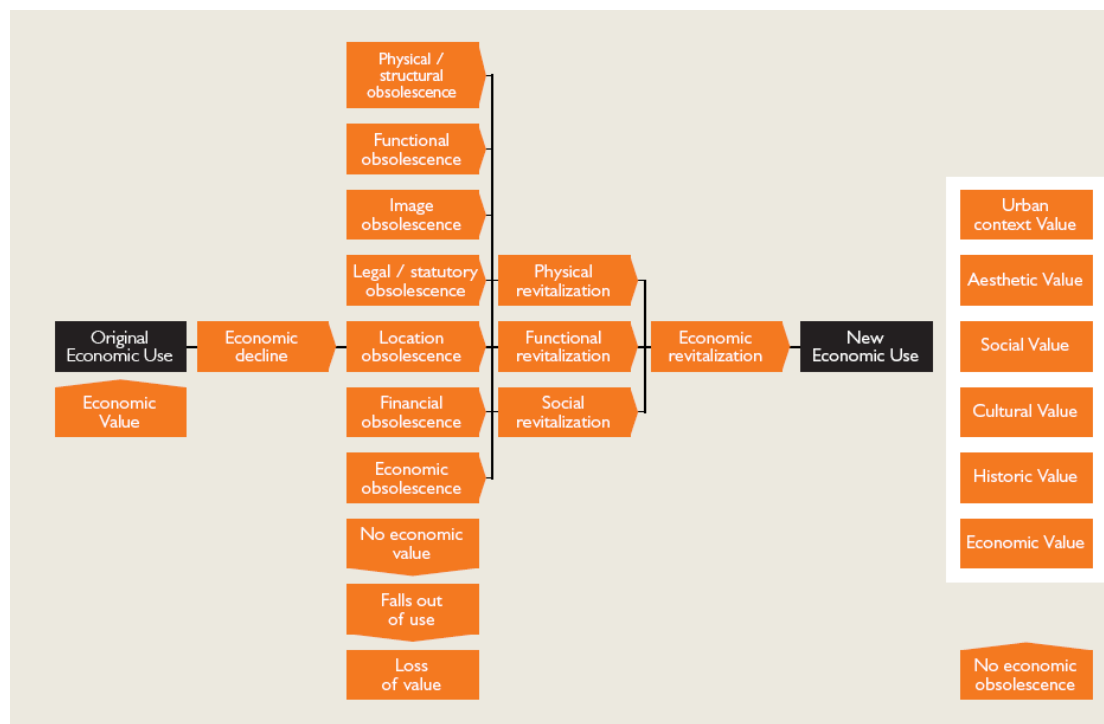 Physical /
structural
obsolescence
Functional
obsolescence
Image
obsolescence
Legal / statutory
obsolescence
Location
obsolescence
Financial
obsolescence
Economic
obsolescence
No economic
value
Falls out
of use
Loss
of value
Original
Economic Use
Economic
Value
Economic
decline
Physical
revitalization
Functional
revitalization
Social
revitalization
Economic
revitalization
New
Economic Use
Urban
context Value
Aesthetic Value
Social Value
Cultural Value
Historic Value
Economic Value
No economic
obsolescence